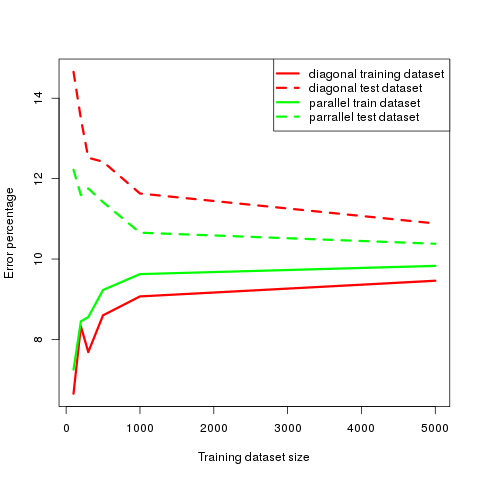 diagonal training dataset
diagonal test dataset
parallel train dataset
parrallel test dataset
14
12
10
8
Error percentage
0 1000 2000 3000 4000 5000
Training dataset size